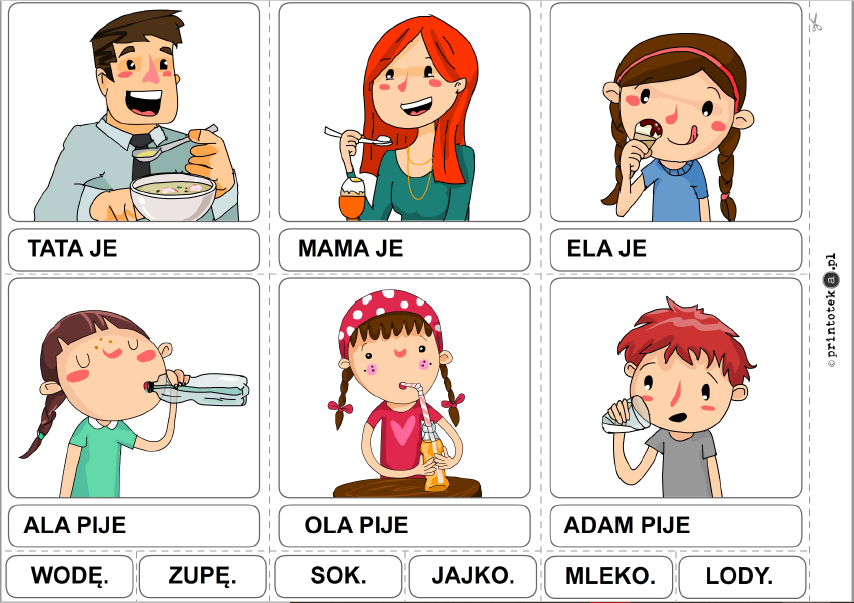 TATA JE
MAMA JE
ELA JE
ALA PIJE
OLA PIJE
ADAM PIJE
WODĘ.
ZUPĘ.
SOK.
JAJKO.
MLEKO.
LODY.
© printoteka.pl